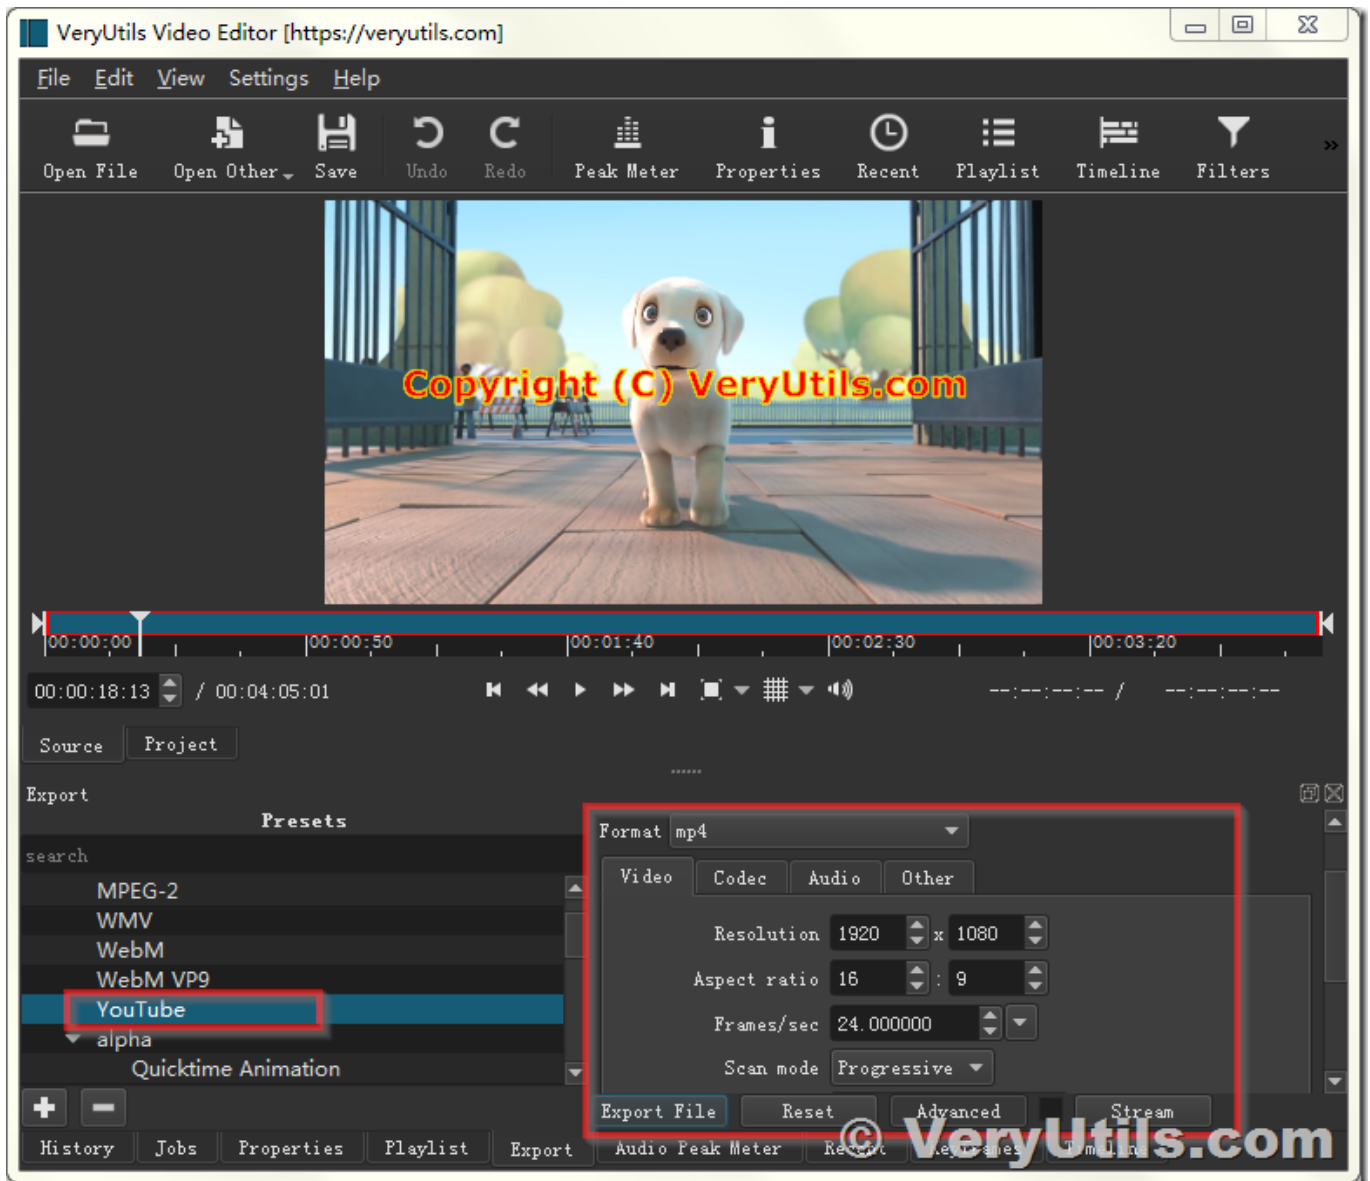 VeryUtils Video Editor [https://veryutils.com]
File Edit View Settings Help
Open File Open Other Save Undo Redo Peak Meter Properties Recent Playlist Timeline Filters »
Copyright (C) VeryUtils.com
00:00:00 00:00:50 00:01:40 00:02:30 00:03:20
00:00:18:13 / 00:04:05:01 --:--:--:-- / --:--:--:--
Source Project
Export
Presets
Format mp4
search
Video Codec Audio Other
MPEG-2
WMV
Resolution 1920 x 1080
WebM
WebM VP9
Aspect ratio 16 : 9
YouTube
Frames/sec 24.000000
alpha
Quicktime Animation
Scan mode Progressive
Export File Reset Advanced Stream
© VeryUtils.com
History Jobs Properties Playlist Export Audio Peak Meter Recent Keyframes Timeline